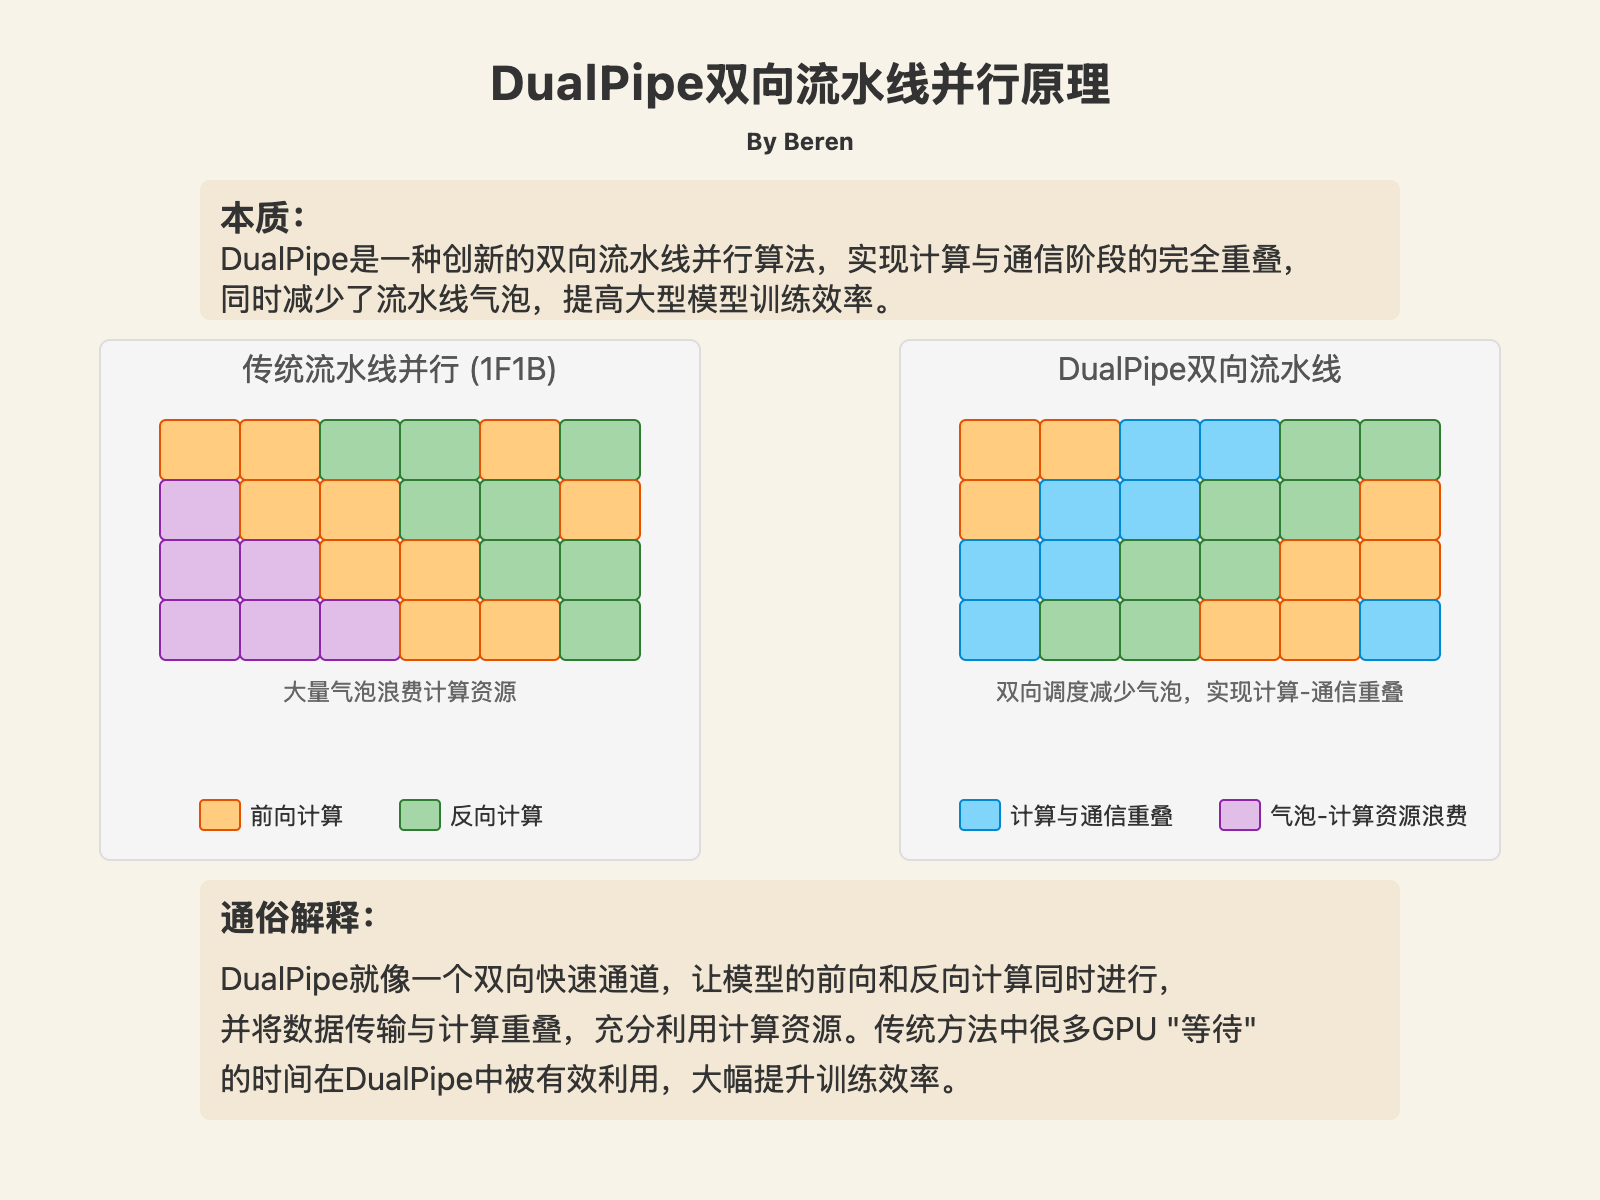 DualPipe双向流水线并行原理
By Beren
本质：
DualPipe是一种创新的双向流水线并行算法，实现计算与通信阶段的完全重叠，
同时减少了流水线气泡，提高大型模型训练效率。
传统流水线并行 (1F1B)
大量气泡浪费计算资源
前向计算
反向计算
DualPipe双向流水线
双向调度减少气泡，实现计算-通信重叠
计算与通信重叠
气泡-计算资源浪费
通俗解释：
DualPipe就像一个双向快速通道，让模型的前向和反向计算同时进行，
并将数据传输与计算重叠，充分利用计算资源。传统方法中很多GPU "等待"
的时间在DualPipe中被有效利用，大幅提升训练效率。